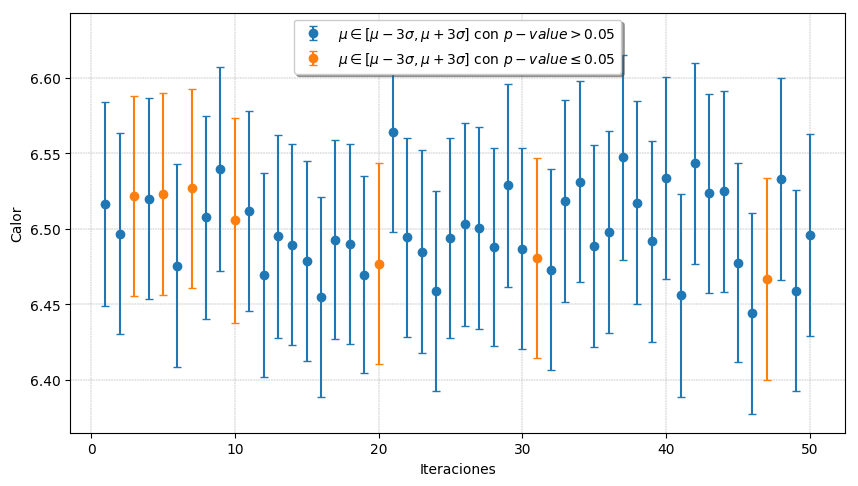 μ ∈ [μ − 3σ, μ + 3σ] con p − value > 0.05
μ ∈ [μ − 3σ, μ + 3σ] con p − value ≤ 0.05
Calor
6.60
6.55
6.50
6.45
6.40
0 10 20 30 40 50
Iteraciones